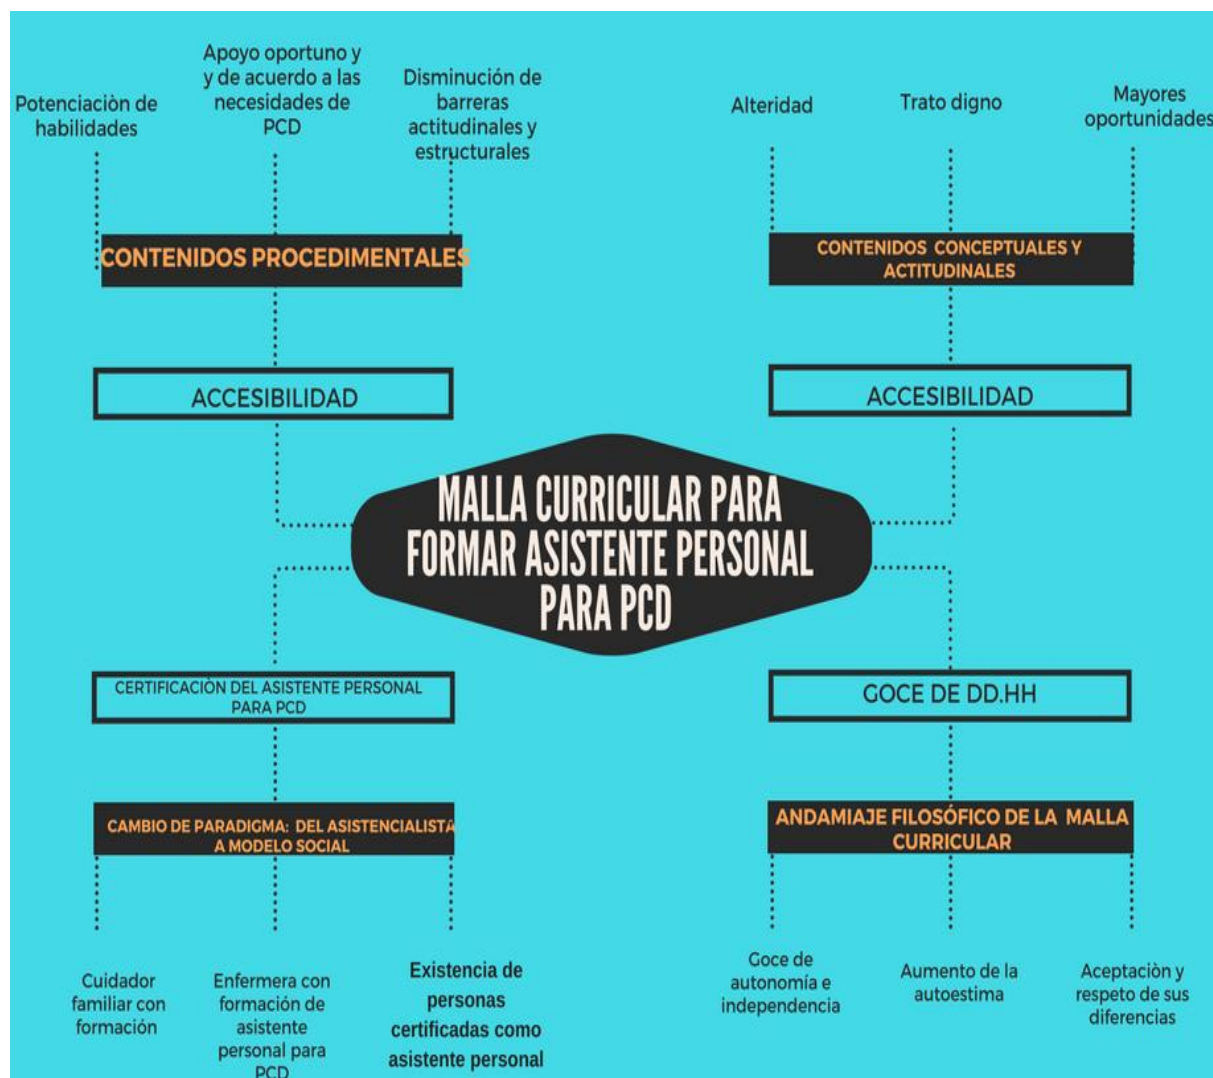 Potenciaciòn de
habilidades
Apoyo oportuno y
y de acuerdo a las
necesidades de
PCD
Disminución de
barreras
actitudinales y
estructurales
Alteridad
Trato digno
Mayores
oportunidades
CONTENIDOS PROCEDIMENTALES
CONTENIDOS CONCEPTUALES Y
ACTITUDINALES
ACCESIBILIDAD
ACCESIBILIDAD
MALLA CURRICULAR PARA
FORMAR ASISTENTE PERSONAL
PARA PCD
CERTIFICACIÒN DEL ASISTENTE PERSONAL
PARA PCD
GOCE DE DD.HH
CAMBIO DE PARADIGMA: DEL ASISTENCIALISTA
A MODELO SOCIAL
ANDAMIAJE FILOSÓFICO DE LA MALLA
CURRICULAR
Cuidador
familiar con
formación
Enfermera con
formación de
asistente
personal para
PCD
Existencia de
personas
certificadas como
asistente personal
Goce de
autonomía e
independencia
Aumento de la
autoestima
Aceptaciòn y
respeto de sus
diferencias